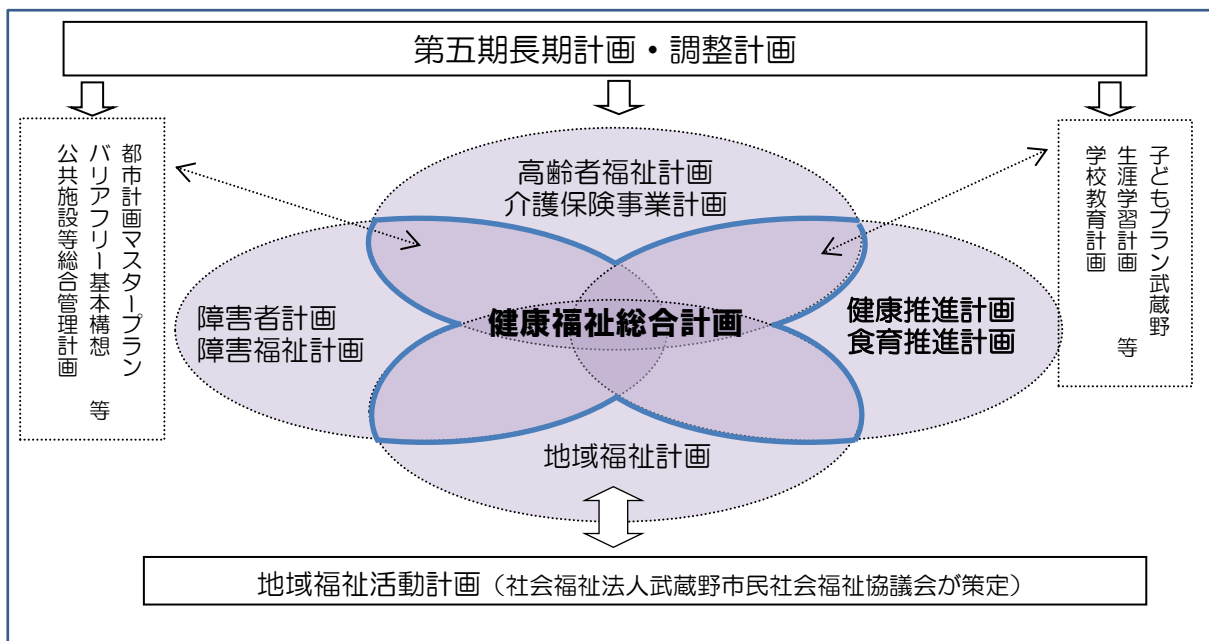 第五期長期計画・調整計画
都市計画マスタープラン
バリアフリー基本構想　等
公共施設等総合管理計画
高齢者福祉計画
介護保険事業計画
子どもプラン武蔵野
生涯学習計画　等
学校教育計画
障害者計画
障害福祉計画
健康福祉総合計画
健康推進計画
食育推進計画
地域福祉計画
地域福祉活動計画（社会福祉法人武蔵野市民社会福祉協議会が策定）